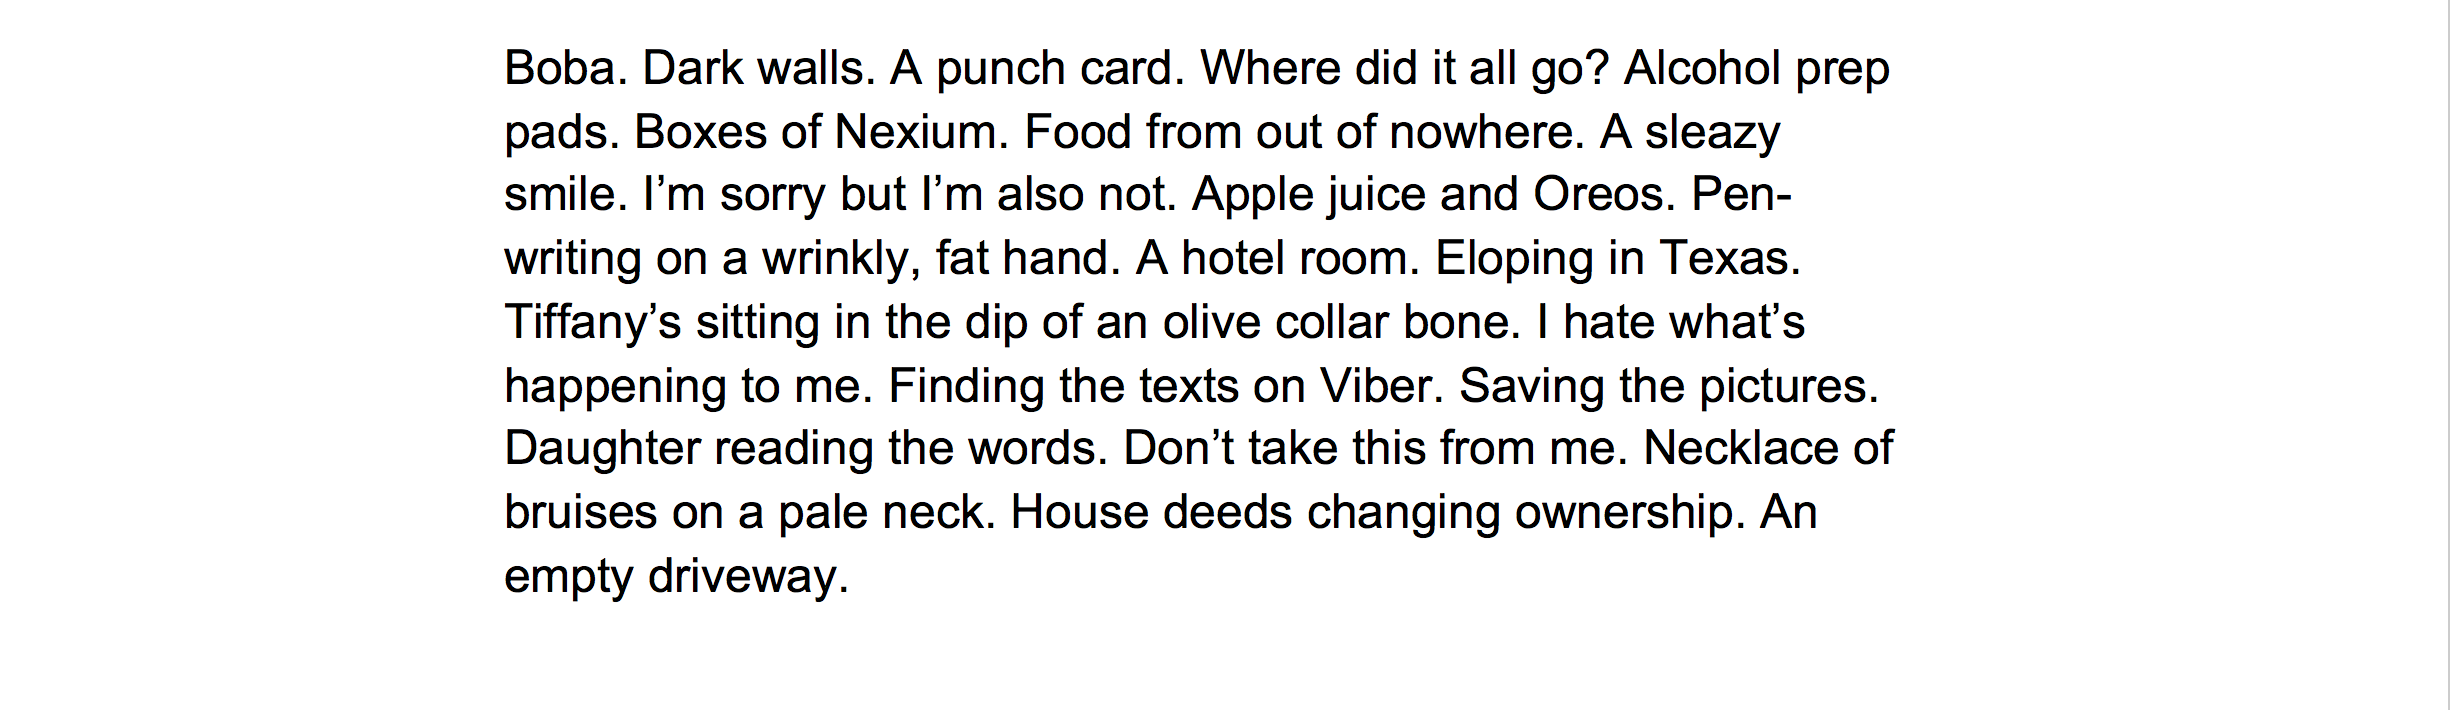 Boba. Dark walls. A punch card. Where did it all go? Alcohol prep
pads. Boxes of Nexium. Food from out of nowhere. A sleazy
smile. I’m sorry but I’m also not. Apple juice and Oreos. Pen-
writing on a wrinkly, fat hand. A hotel room. Eloping in Texas.
Tiffany’s sitting in the dip of an olive collar bone. I hate what’s
happening to me. Finding the texts on Viber. Saving the pictures.
Daughter reading the words. Don’t take this from me. Necklace of
bruises on a pale neck. House deeds changing ownership. An
empty driveway.